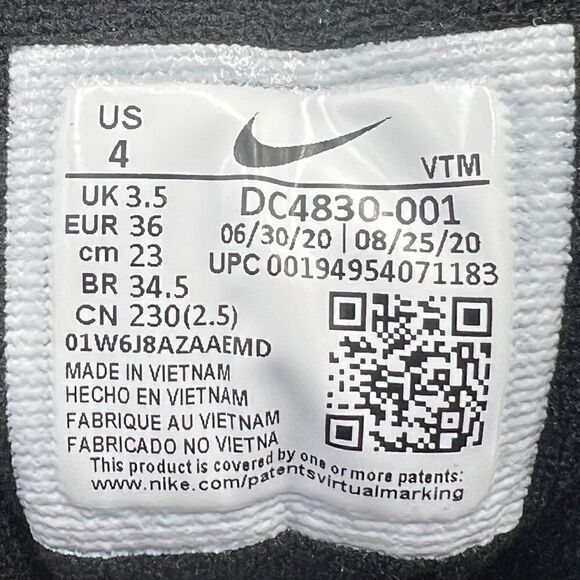 US
4
VTM
UK 3.5
EUR 36
cm 23
BR 34.5
CN 230(2.5)
DC4830-001
06/30/20 | 08/25/20
UPC 00194954071183
01W6J8AZAAEMD
MADE IN VIETNAM
HECHO EN VIETNAM
FABRIQUE AU VIETNAM
FABRICADO NO VIETNA
This product is covered by one or more patents:
www.nike.com/patentsvirtualmarking